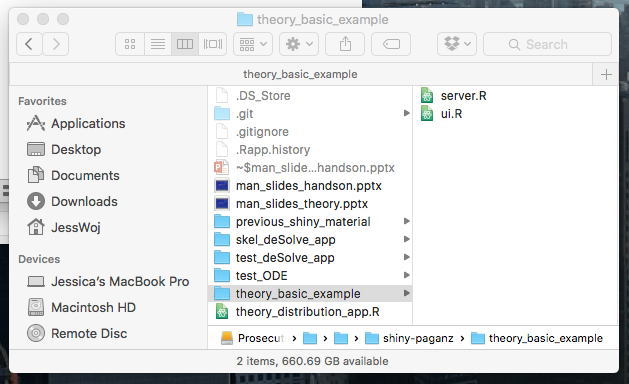 theory_basic_example
Search
theory_basic_example
Favorites
Applications
Desktop
Documents
Downloads
JessWoj
Devices
Jessica's MacBook Pro
Macintosh HD
Remote Disc
.DS_Store
.git
.gitignore
.Rapp.history
~$man_slide...handson.pptx
man_slides_handson.pptx
man_slides_theory.pptx
previous_shiny_material
skel_deSolve_app
test_deSolve_app
test_ODE
theory_basic_example
theory_distribution_app.R
server.R
ui.R
Prosecut shiny-paganz theory_basic_example
2 items, 660.69 GB available